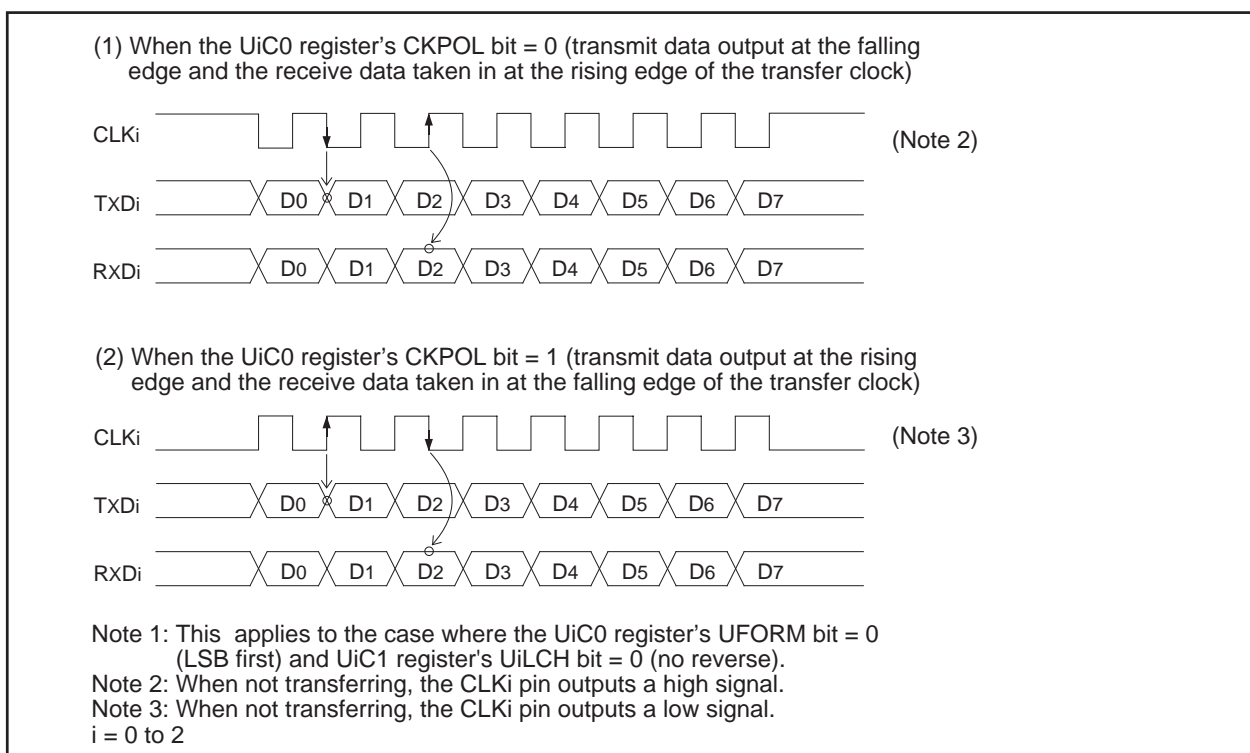 (1) When the UiC0 register's CKPOL bit = 0 (transmit data output at the falling
edge and the receive data taken in at the rising edge of the transfer clock)
CLKi
(Note 2)
TXDi D0 D1 D2 D3 D4 D5 D6 D7
RXDi D0 D1 D2 D3 D4 D5 D6 D7
(2) When the UiC0 register's CKPOL bit = 1 (transmit data output at the rising
edge and the receive data taken in at the falling edge of the transfer clock)
CLKi
(Note 3)
TXDi D0 D1 D2 D3 D4 D5 D6 D7
RXDi D0 D1 D2 D3 D4 D5 D6 D7
Note 1: This applies to the case where the UiC0 register's UFORM bit = 0
(LSB first) and UiC1 register's UiLCH bit = 0 (no reverse).
Note 2: When not transferring, the CLKi pin outputs a high signal.
Note 3: When not transferring, the CLKi pin outputs a low signal.
i = 0 to 2